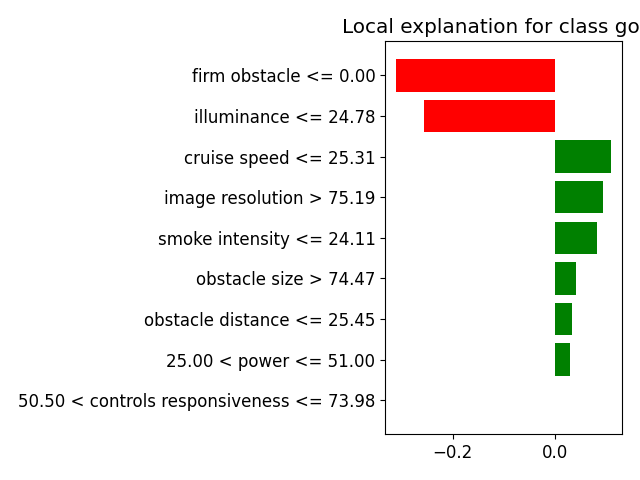 Local explanation for class go
firm obstacle <= 0.00
illuminance <= 24.78
cruise speed <= 25.31
image resolution > 75.19
smoke intensity <= 24.11
obstacle size > 74.47
obstacle distance <= 25.45
25.00 < power <= 51.00
50.50 < controls responsiveness <= 73.98
−0.2 0.0